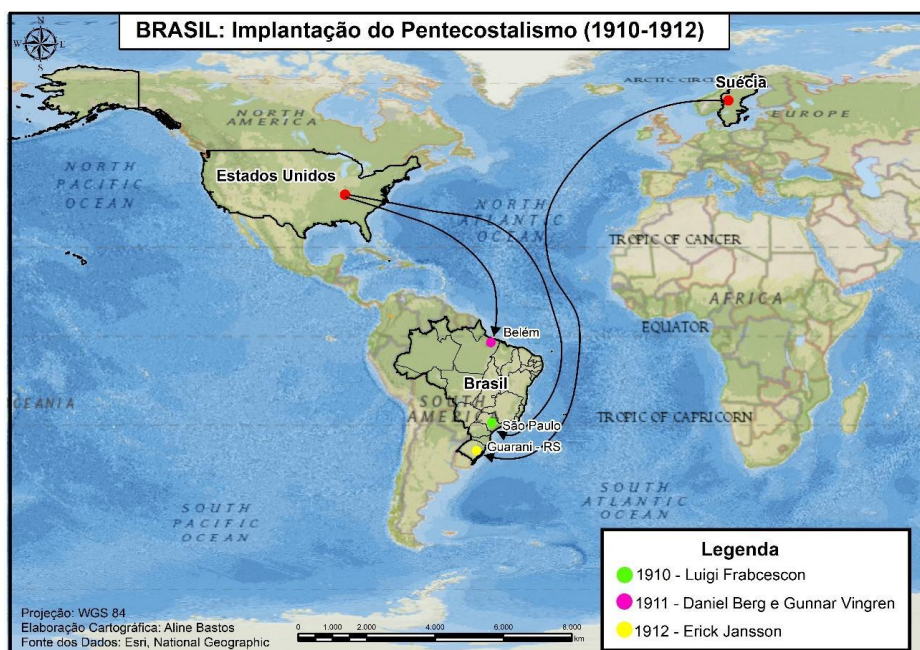 BRASIL: Implantação do Pentecostalismo (1910-1912)
N
W L
S
ARCTIC CIRC
Suécia
NORTH
AMERICA
EUROPE
NORTH
PACIFIC
OCEAN
Estados Unidos
NORTH
ATLANTIC
OCEAN
TROPIC OF CANCER
AFRICA
EQUATOR
Belém
Brasil
OCEANIA
SOUTH
AMERI
São Paulo
TROPIC OF CAPRICORN
Guarani - RS
SOUTH
PACIFIC
OCEAN
SOUTH
ATLANTIC
OCEAN
Legenda
1910 - Luigi Frabcescon
1911 - Daniel Berg e Gunnar Vingren
1912 - Erick Jansson
Projeção: WGS 84
Elaboração Cartográfica: Aline Bastos
Fonte dos Dados: Esri, National Geographic
0 1.000 2.000 4.000 6.000 8.000
km